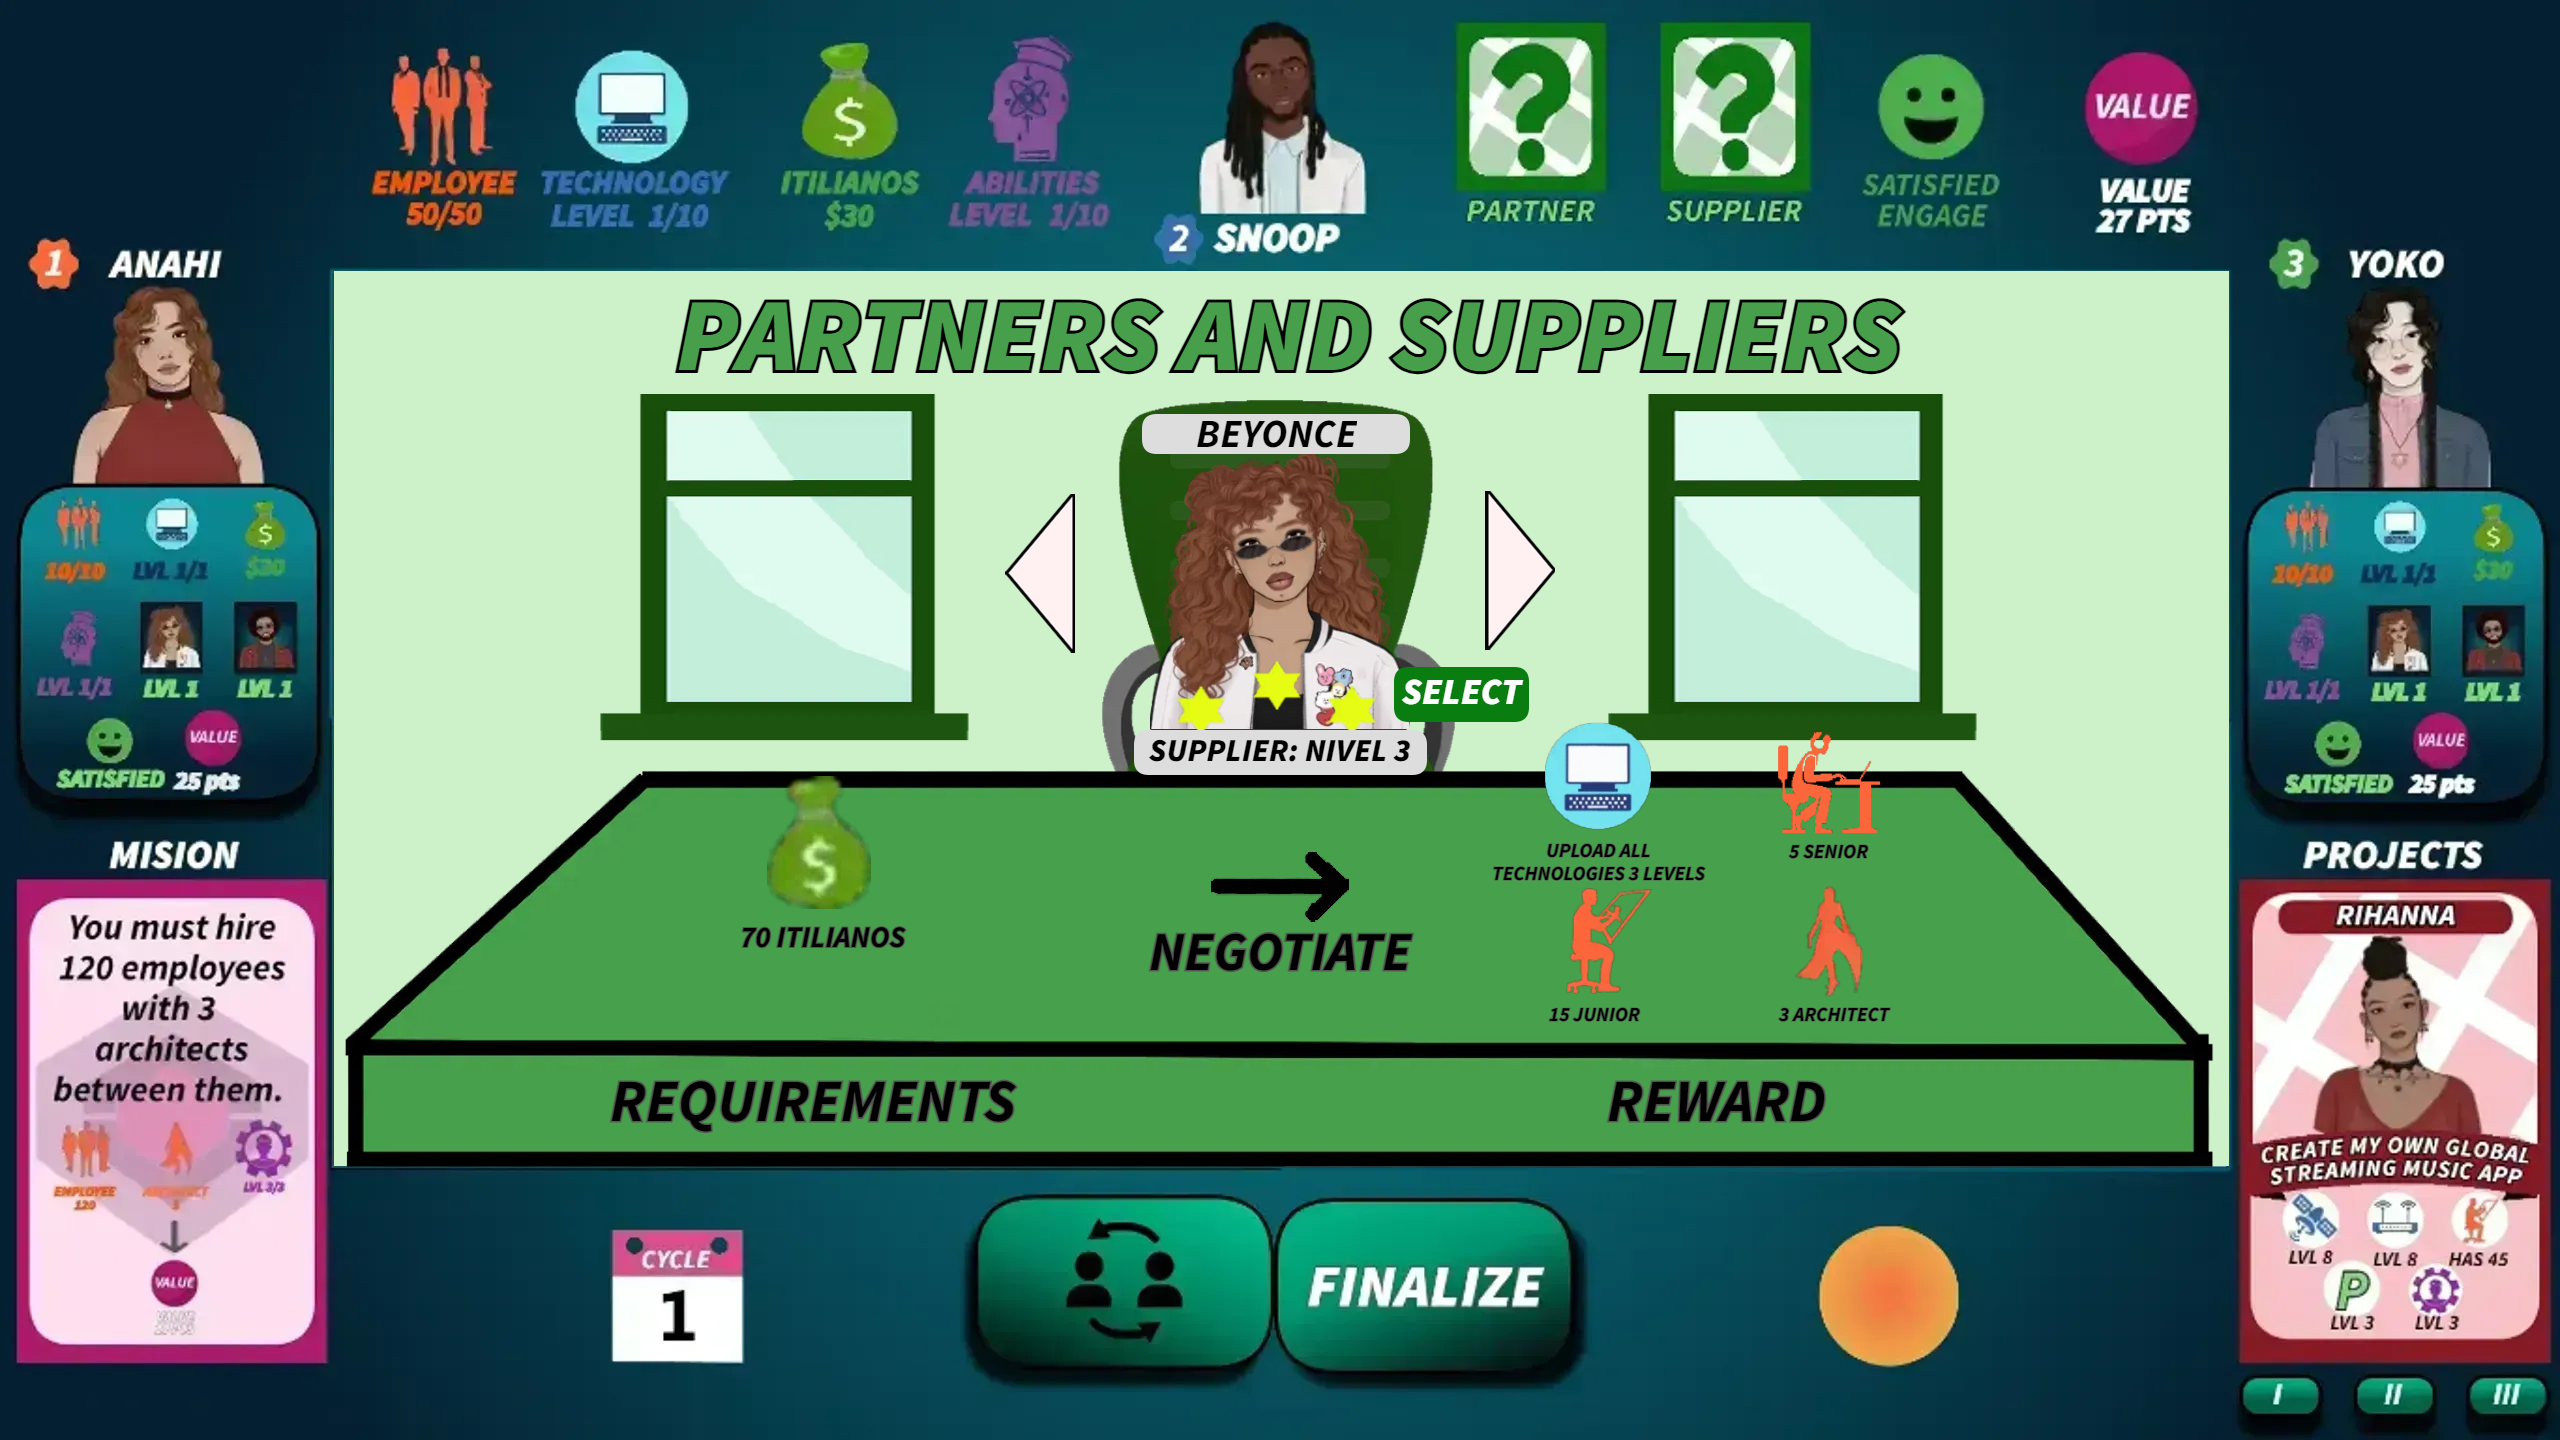 EMPLOYEE
50/50
TECHNOLOGY
LEVEL 1/10
$
ITILIANOS
$30
ABILITIES
LEVEL 1/10
2 SNOOP
?
PARTNER
?
SUPPLIER
SATISFIED
ENGAGE
VALUE
VALUE
27 PTS
1 ANAHI
10/10
LVL 1/1
$
$30
LVL 1/1
LVL 1
LVL 1
VALUE
SATISFIED 25 pts
3 YOKO
10/10
LVL 1/1
$
$30
LVL 1/1
LVL 1
LVL 1
VALUE
SATISFIED 25 pts
PARTNERS AND SUPPLIERS
BEYONCE
SELECT
SUPPLIER: NIVEL 3
$
70 ITILIANOS
NEGOTIATE
UPLOAD ALL
TECHNOLOGIES 3 LEVELS
5 SENIOR
15 JUNIOR
3 ARCHITECT
REQUIREMENTS
REWARD
MISION
You must hire
120 employees
with 3
architects
between them.
EMPLOYEE
120
ARCHITECT
3
LVL 3/3
VALUE
PROJECTS
RIHANNA
CREATE MY OWN GLOBAL
STREAMING MUSIC APP
LVL 8
LVL 8
HAS 45
P
LVL 3
LVL 3
I
II
III
CYCLE
1
FINALIZE